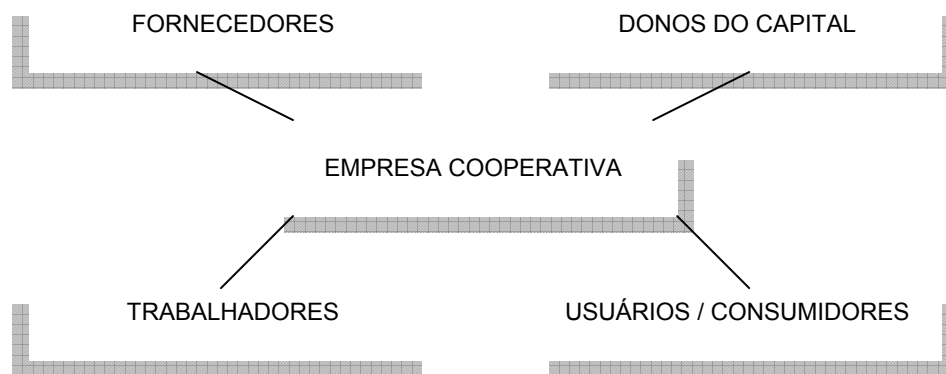 FORNECEDORES
DONOS DO CAPITAL
EMPRESA COOPERATIVA
TRABALHADORES
USUÁRIOS / CONSUMIDORES